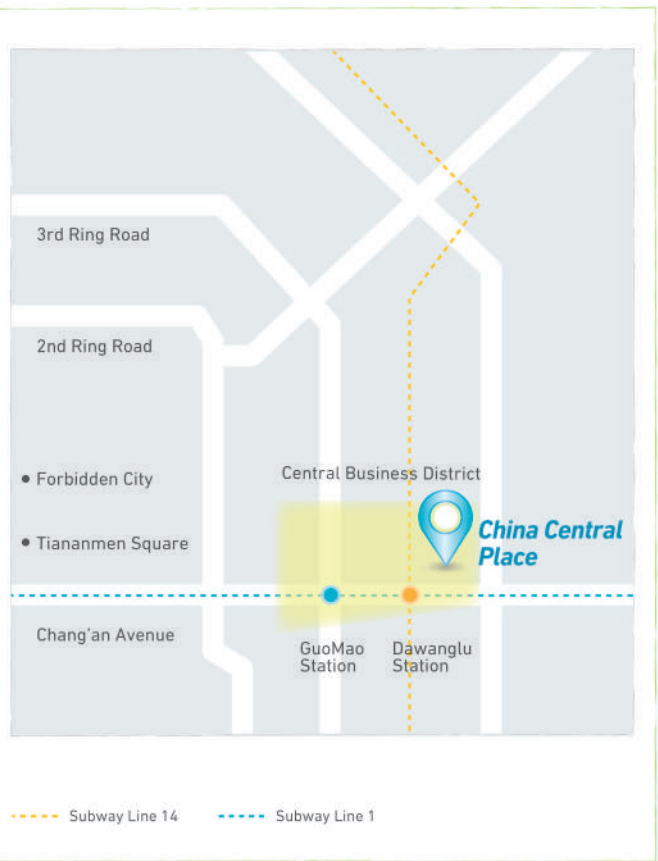 3rd Ring Road
2nd Ring Road
Forbidden City
Central Business District
China Central
Place
Tiananmen Square
Chang'an Avenue
GuoMao
Station
Dawanglu
Station
Subway Line 14
Subway Line 1